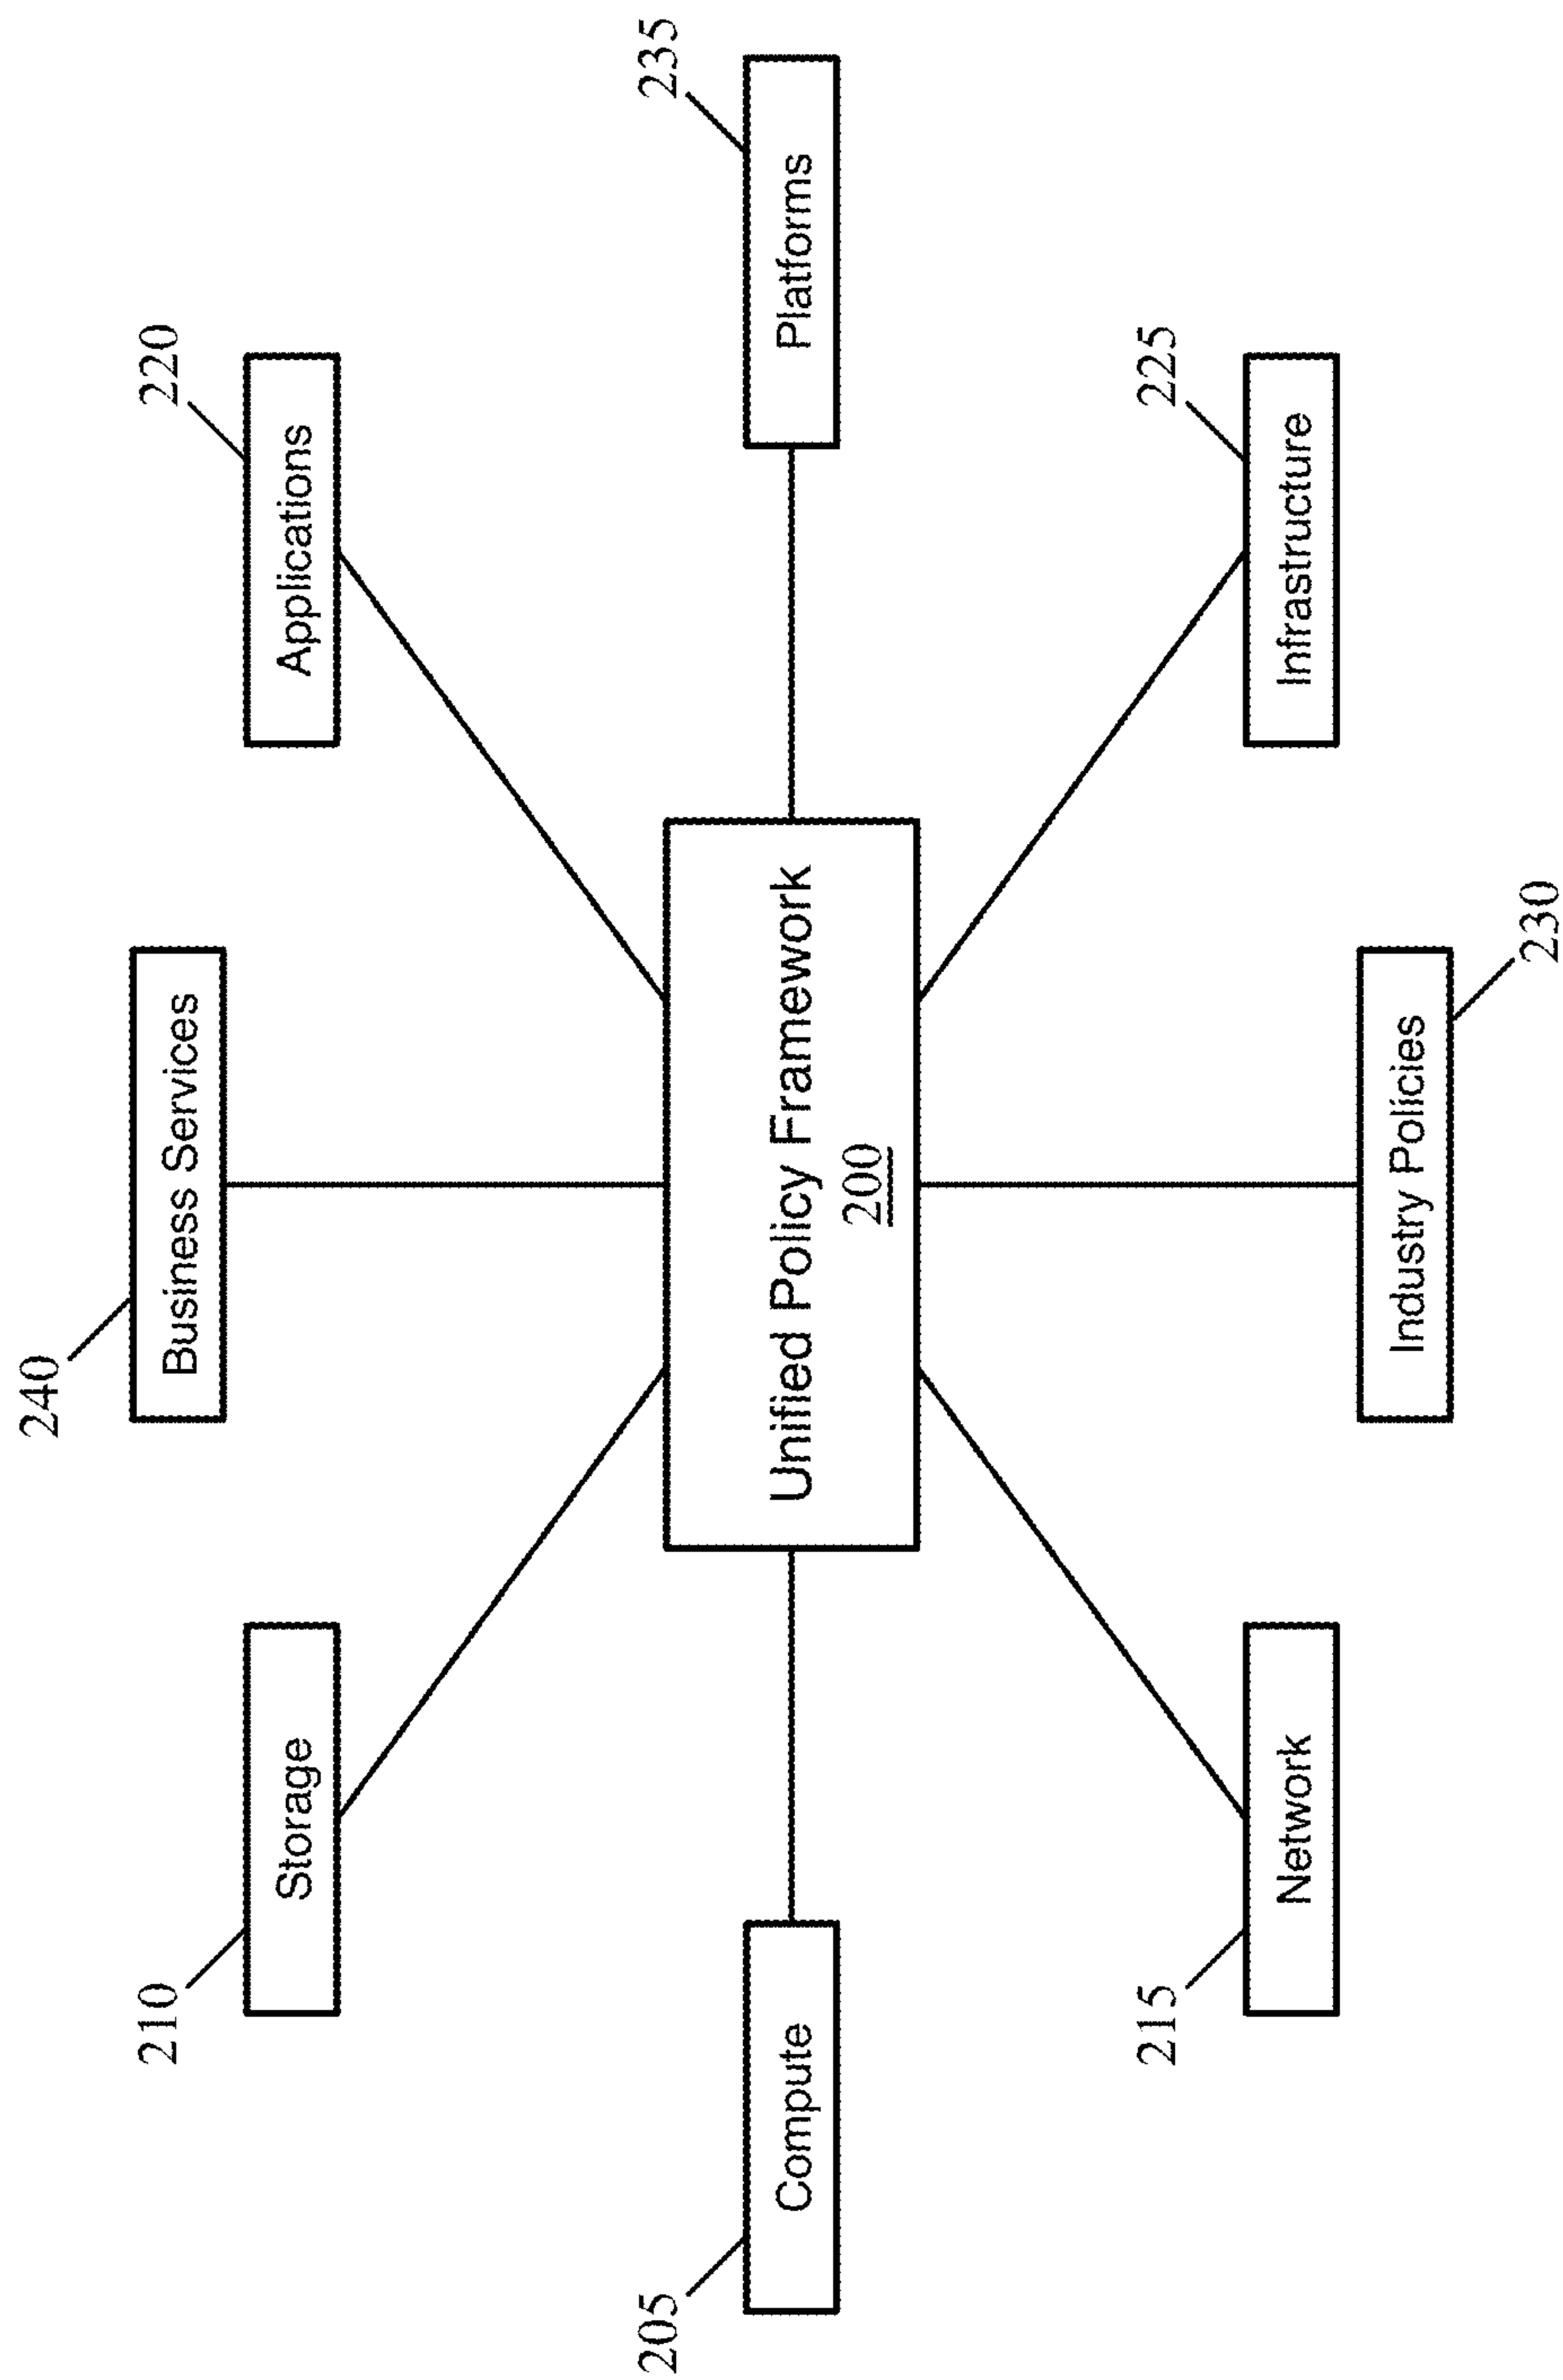 240
Business Services
210
Storage
220
Applications
205
Compute
Unified Policy Framework
200
235
Platforms
215
Network
225
Infrastructure
Industry Policies
230